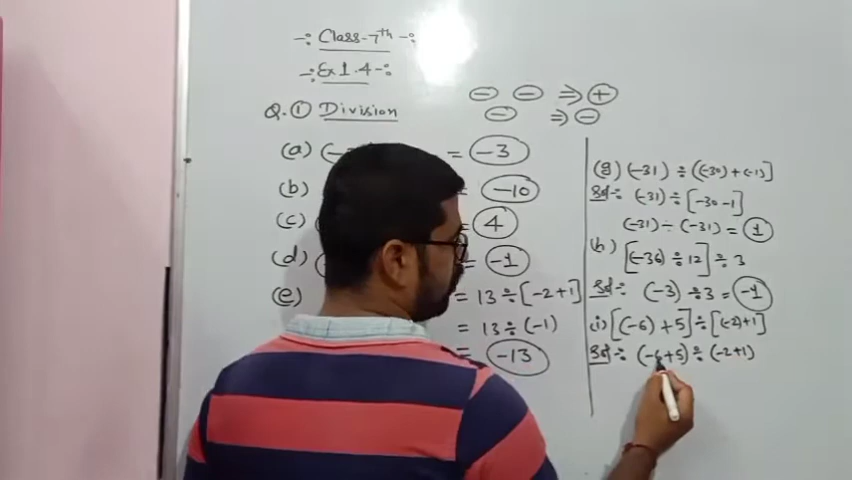 -: Class-7th -:
-: Ex 1.4 -:
Q.① Division
⊖ ⊖ ⇒ ⊕
⊖ ⇒ ⊖
(a) (- = -3
(b) -10
(c) = 4
(d) = -1
(e) = 13 ÷ [-2+1]
= 13 ÷ (-1)
= -13
(g) (-31) ÷ [(-30) + (-1)]
Sol ÷ (-31) ÷ [-30 -1]
(-31) ÷ (-31) = 1
(h) [(-36) ÷ 12] ÷ 3
Sol ÷ (-3) ÷ 3 = -1
(i) [(-6) + 5] ÷ [(-2) + 1]
Sol ÷ (-6+5) ÷ (-2+1)